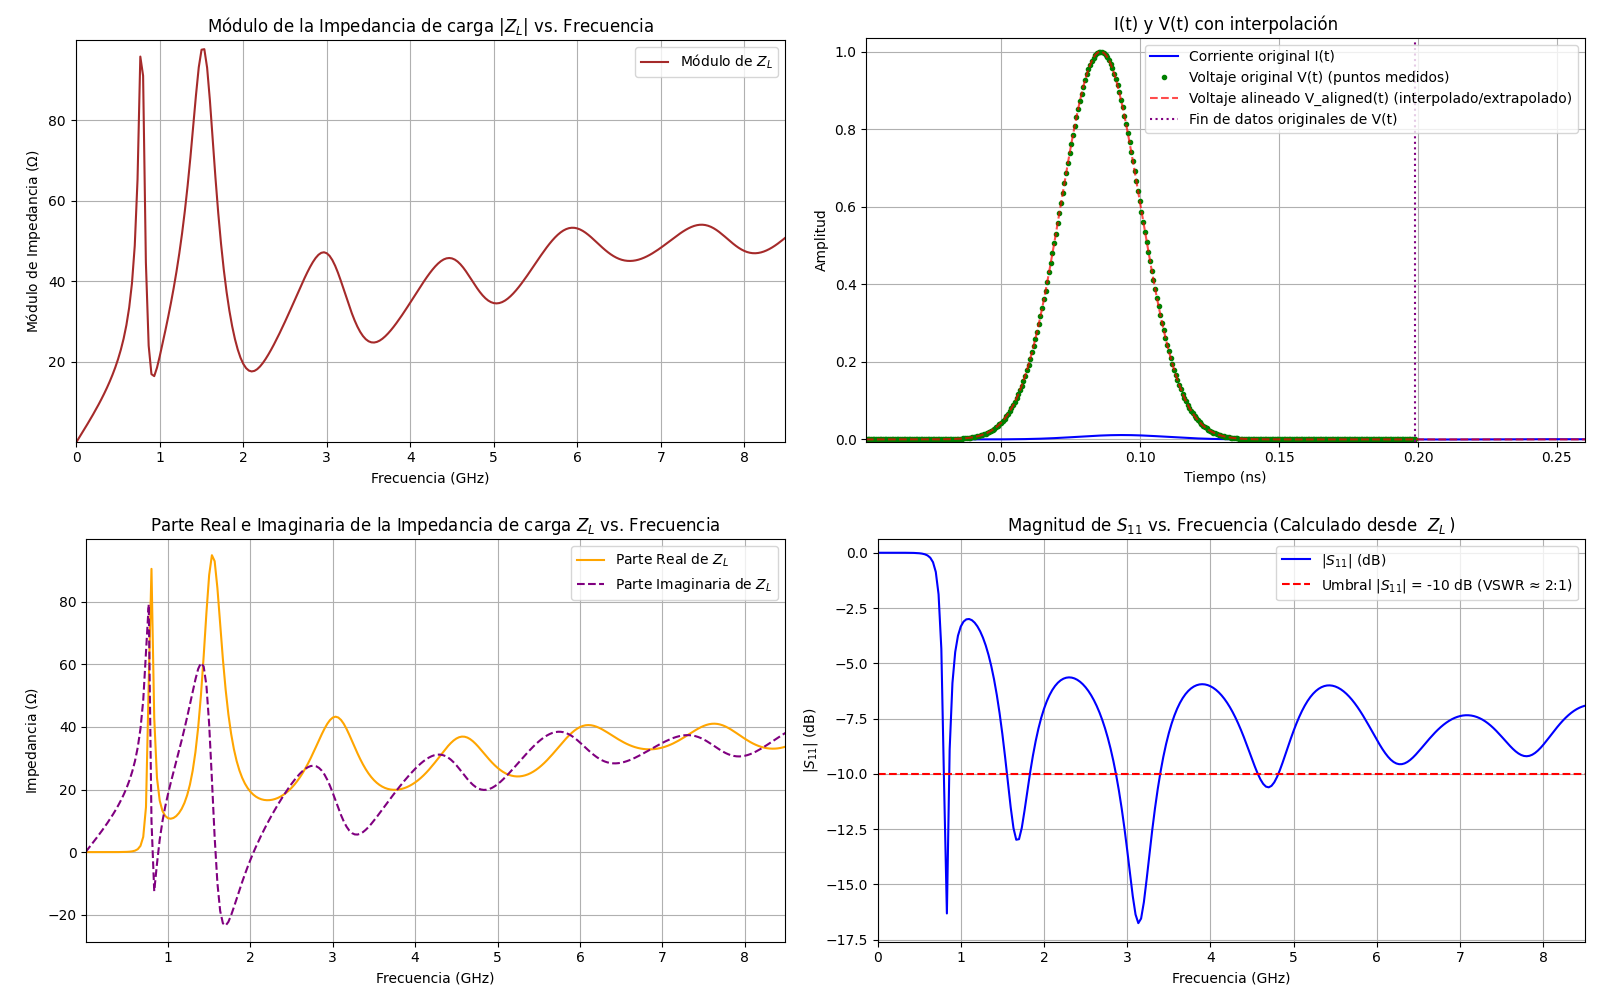 Módulo de la Impedancia de carga |Z_L| vs. Frecuencia
Módulo de Z_L
Módulo de Impedancia (Ω)
80
60
40
20
0 1 2 3 4 5 6 7 8
Frecuencia (GHz)
I(t) y V(t) con interpolación
Corriente original I(t)
Voltaje original V(t) (puntos medidos)
Voltaje alineado V_aligned(t) (interpolado/extrapolado)
Fin de datos originales de V(t)
Amplitud
1.0
0.8
0.6
0.4
0.2
0.0
0.05 0.10 0.15 0.20 0.25
Tiempo (ns)
Parte Real e Imaginaria de la Impedancia de carga Z_L vs. Frecuencia
Parte Real de Z_L
Parte Imaginaria de Z_L
Impedancia (Ω)
80
60
40
20
0
−20
1 2 3 4 5 6 7 8
Frecuencia (GHz)
Magnitud de S_11 vs. Frecuencia (Calculado desde Z_L )
|S_11| (dB)
Umbral |S_11| = -10 dB (VSWR ≈ 2:1)
|S_11| (dB)
0.0
−2.5
−5.0
−7.5
−10.0
−12.5
−15.0
−17.5
0 1 2 3 4 5 6 7 8
Frecuencia (GHz)